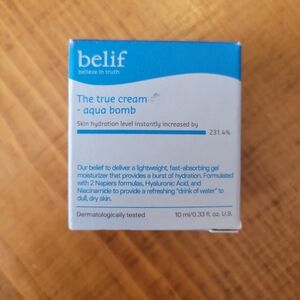 belif
believe in truth
The true cream
- aqua bomb
Skin hydration level instantly increased by
231.4%
Our belief to deliver a lightweight, fast-absorbing gel
moisturizer that provides a burst of hydration. Formulated
with 2 Napiers formulas, Hyaluronic Acid, and
Niacinamide to provide a refreshing "drink of water" to
dull, dry skin.
Dermatologically tested
10 ml/0.33 fl. oz. U.S.